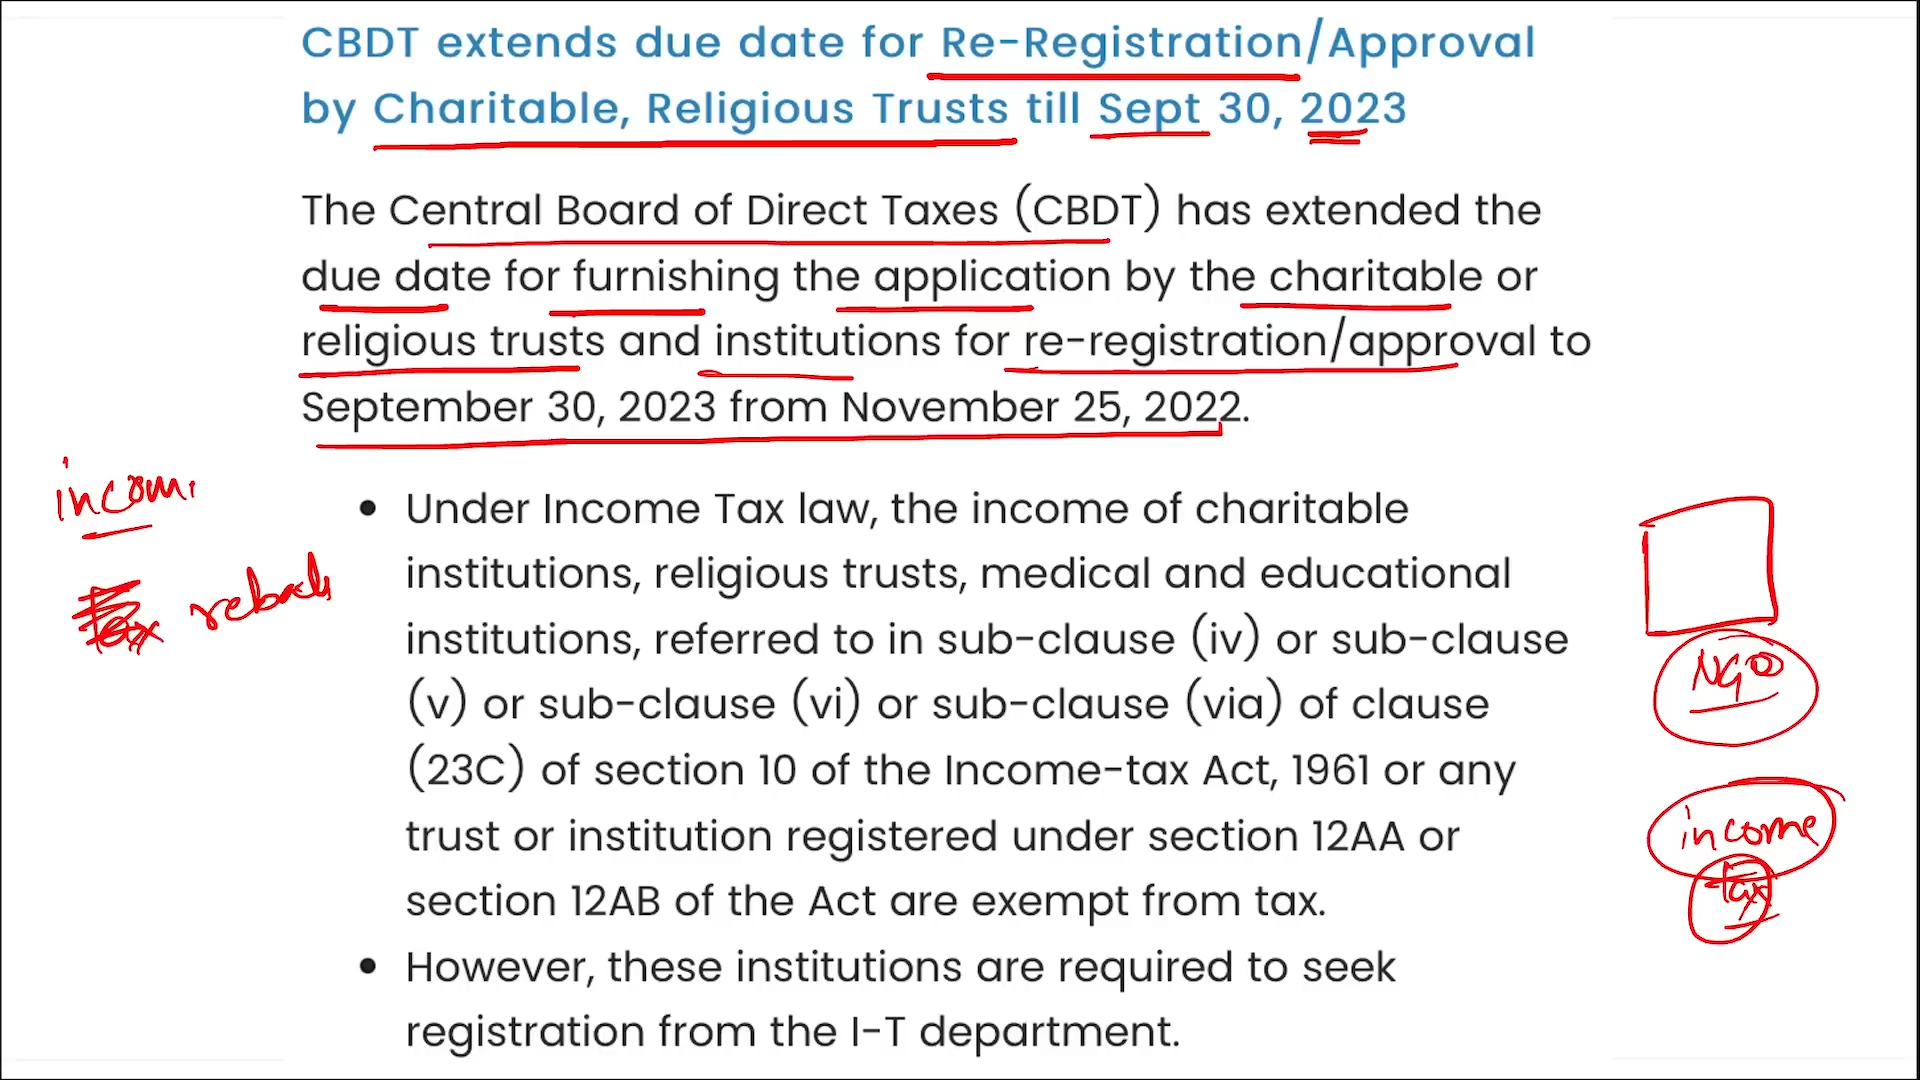 CBDT extends due date for Re-Registration/Approval
by Charitable, Religious Trusts till Sept 30, 2023
The Central Board of Direct Taxes (CBDT) has extended the
due date for furnishing the application by the charitable or
religious trusts and institutions for re-registration/approval to
September 30, 2023 from November 25, 2022.
• Under Income Tax law, the income of charitable
institutions, religious trusts, medical and educational
institutions, referred to in sub-clause (iv) or sub-clause
(v) or sub-clause (vi) or sub-clause (via) of clause
(23C) of section 10 of the Income-tax Act, 1961 or any
trust or institution registered under section 12AA or
section 12AB of the Act are exempt from tax.
• However, these institutions are required to seek
registration from the I-T department.
NGO
income
tax